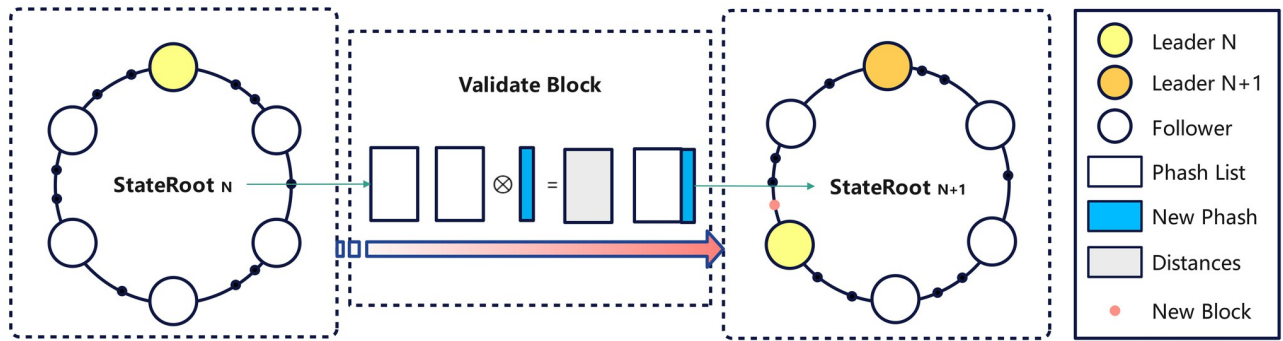 Validate Block
StateRoot N
⊗ =
StateRoot N+1
Leader N
Leader N+1
Follower
Phash List
New Phash
Distances
New Block